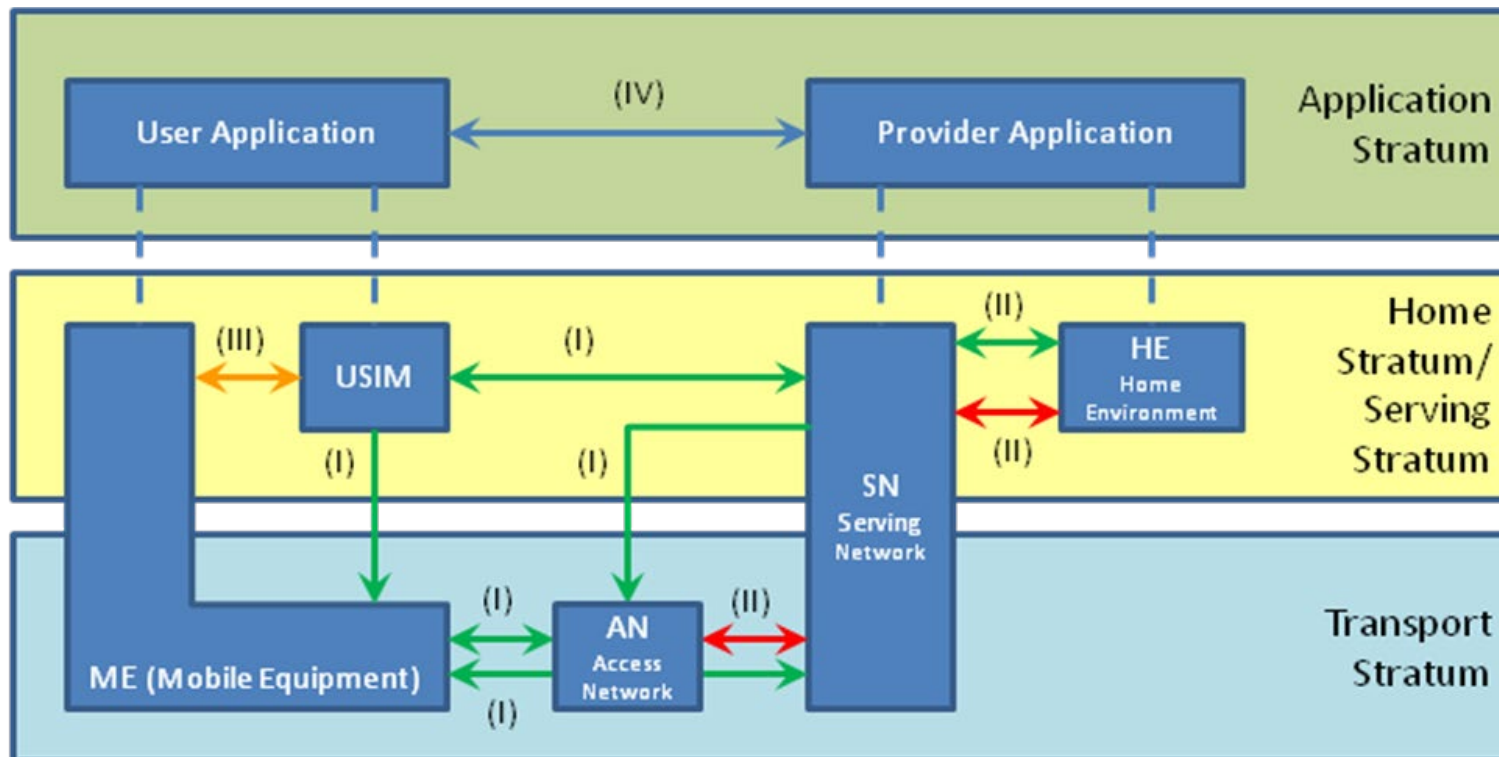 (IV)
User Application
Provider Application
Application
Stratum
(III)
USIM
(I)
(II)
HE
Home
Environment
(II)
Home
Stratum/
Serving
Stratum
(I)
(I)
SN
Serving
Network
ME (Mobile Equipment)
(I)
(I)
AN
Access
Network
(II)
Transport
Stratum